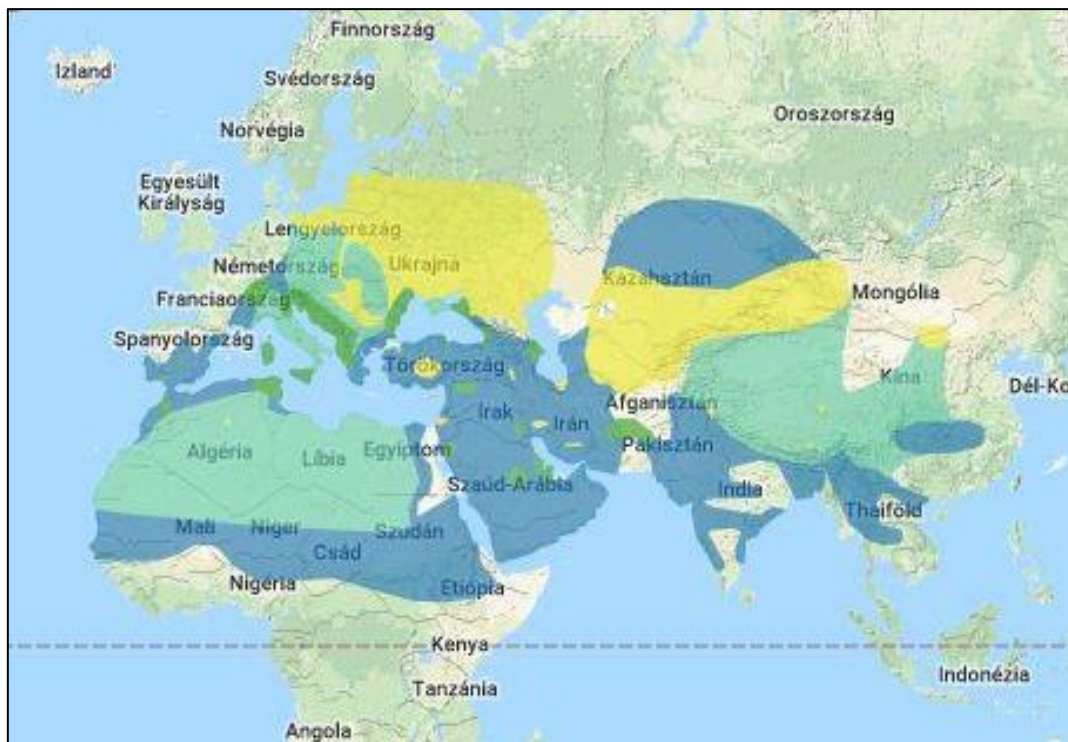 Finnország
Izland
Svédország
Oroszország
Norvégia
Egyesült
Királyság
Lengyelország
Németország
Ukrajna
Kazahsztán
Mongólia
Franciaország
Spanyolország
Törökország
Kína
Dél-Ko
Afganisztán
Irak
Irán
Algéria
Líbia
Egyiptom
Pakisztán
Szaúd-Arábia
India
Thaiföld
Mali
Niger
Szudán
Csád
Nigéria
Etiópia
Kenya
Indonézia
Tanzánia
Angola